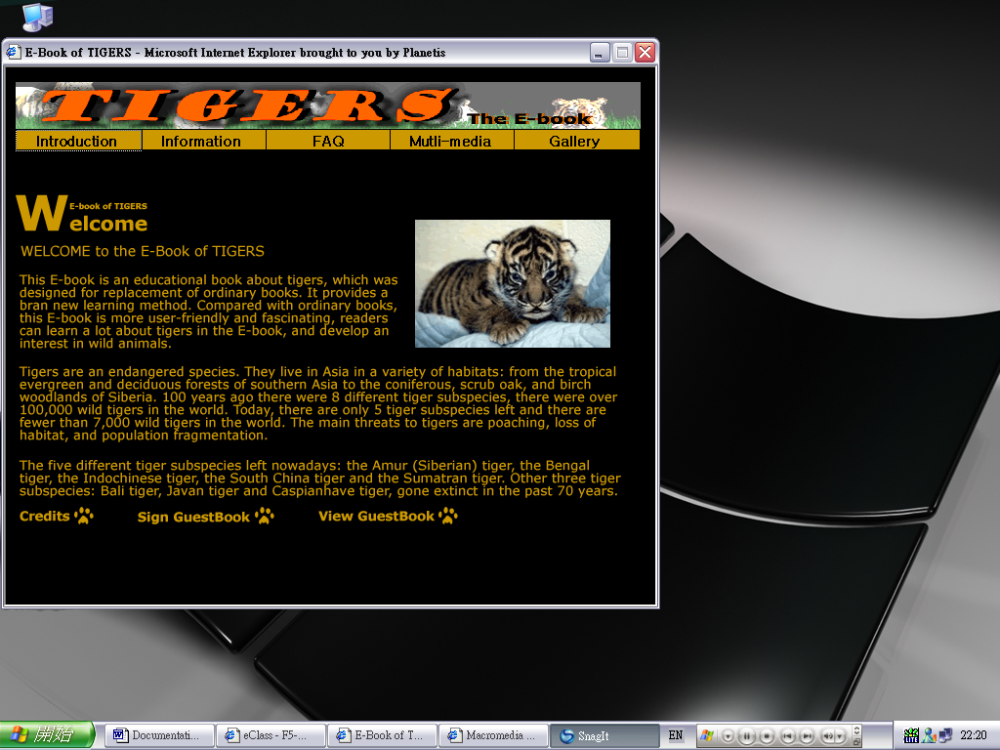 E-Book of TIGERS - Microsoft Internet Explorer brought to you by Planetis
TIGERS The E-book
Introduction Information FAQ Mutli-media Gallery
E-book of TIGERS
Welcome
WELCOME to the E-Book of TIGERS
This E-book is an educational book about tigers, which was
designed for replacement of ordinary books. It provides a
bran new learning method. Compared with ordinary books,
this E-book is more user-friendly and fascinating, readers
can learn a lot about tigers in the E-book, and develop an
interest in wild animals.
Tigers are an endangered species. They live in Asia in a variety of habitats: from the tropical
evergreen and deciduous forests of southern Asia to the coniferous, scrub oak, and birch
woodlands of Siberia. 100 years ago there were 8 different tiger subspecies, there were over
100,000 wild tigers in the world. Today, there are only 5 tiger subspecies left and there are
fewer than 7,000 wild tigers in the world. The main threats to tigers are poaching, loss of
habitat, and population fragmentation.
The five different tiger subspecies left nowadays: the Amur (Siberian) tiger, the Bengal
tiger, the Indochinese tiger, the South China tiger and the Sumatran tiger. Other three tiger
subspecies: Bali tiger, Javan tiger and Caspianhave tiger, gone extinct in the past 70 years.
Credits Sign GuestBook View GuestBook
開始 Documentati... eClass - F5-... E-Book of T... Macromedia ... SnagIt EN LITE 22:20